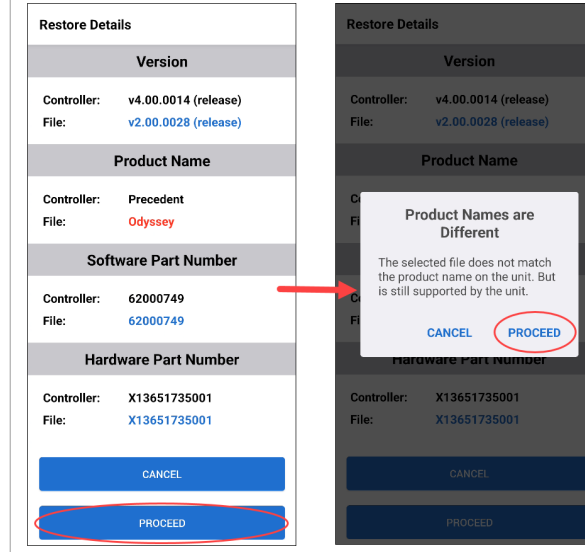 Restore Details
Version
Controller: v4.00.0014 (release)
File: v2.00.0028 (release)
Product Name
Controller: Precedent
File: Odyssey
Software Part Number
Controller: 62000749
File: 62000749
Hardware Part Number
Controller: X13651735001
File: X13651735001
CANCEL
PROCEED
Restore Details
Version
Controller: v4.00.0014 (release)
File: v2.00.0028 (release)
Product Name
Product Names are
Different
The selected file does not match
the product name on the unit. But
is still supported by the unit.
CANCEL PROCEED
Hardware Part Number
Controller: X13651735001
File: X13651735001
CANCEL
PROCEED